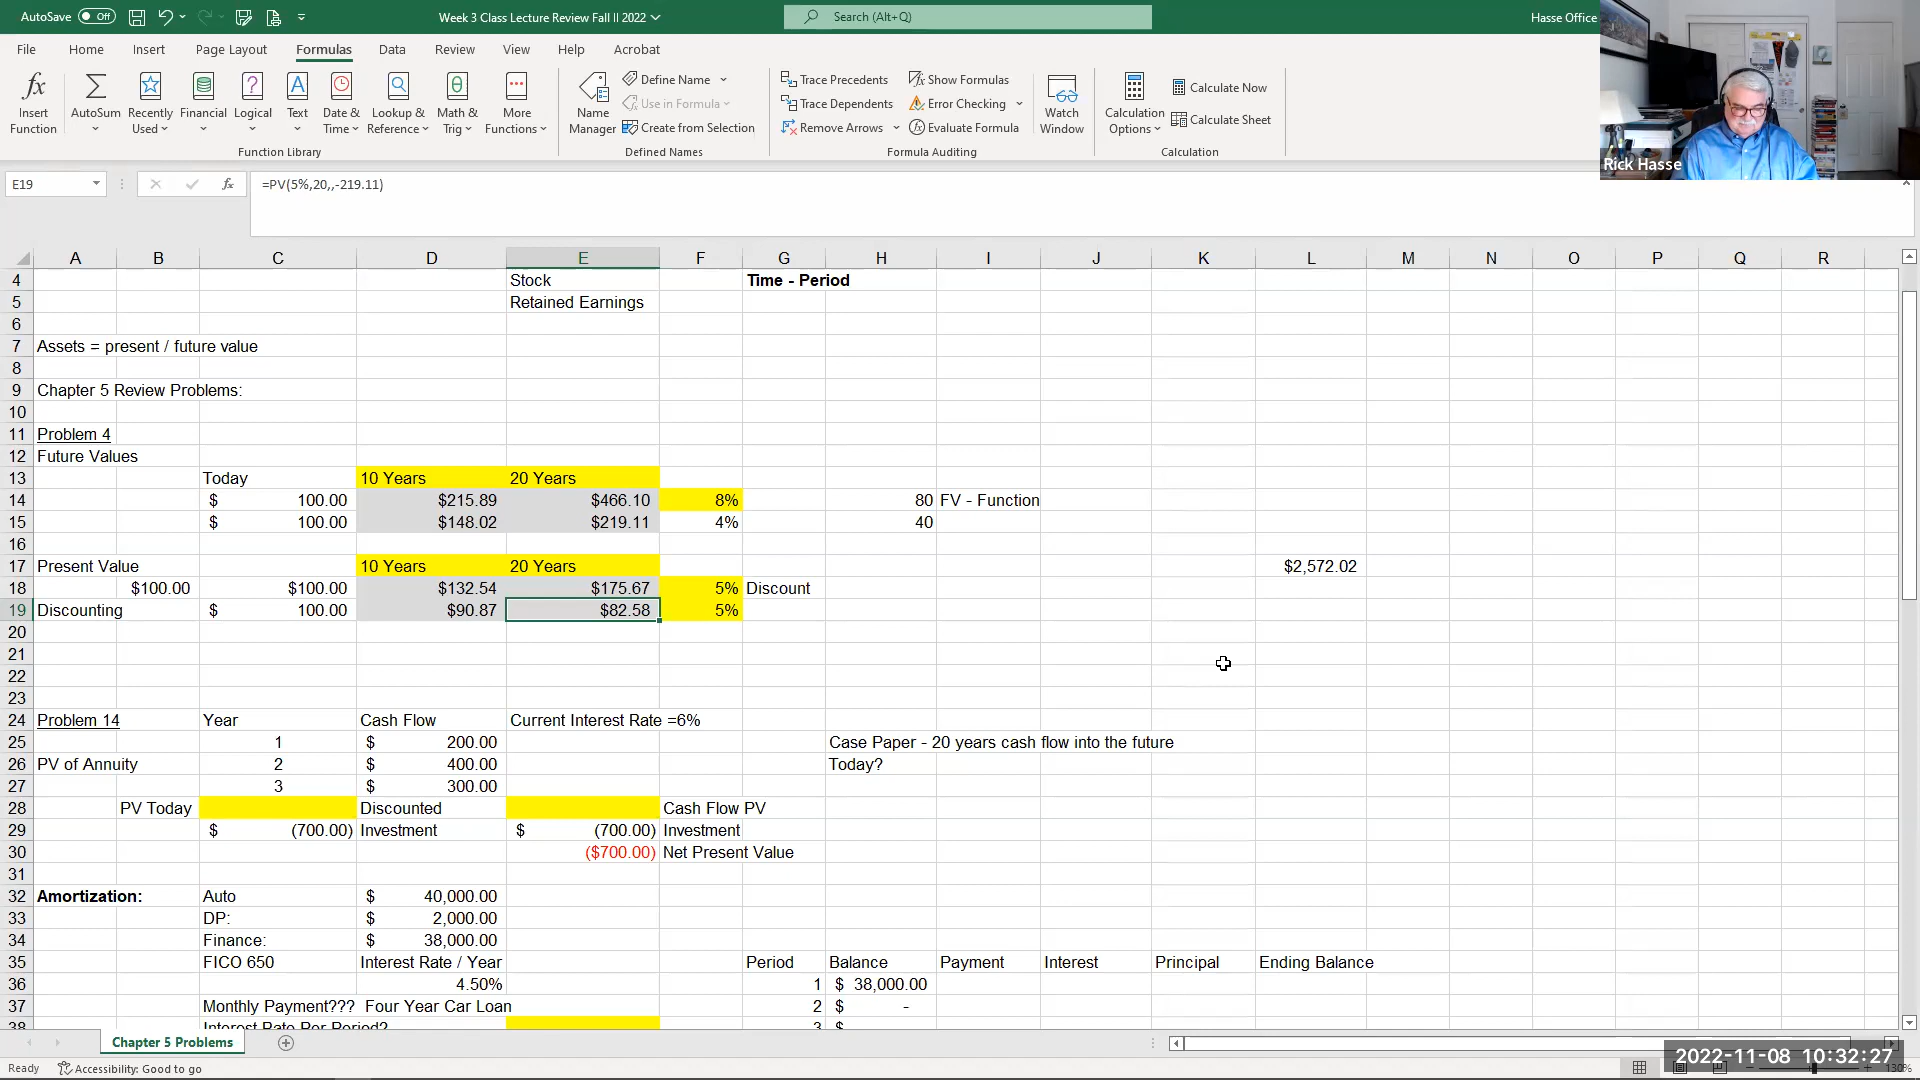 AutoSave Off Week 3 Class Lecture Review Fall II 2022 Search (Alt+Q) Hasse Office
File Home Insert Page Layout Formulas Data Review View Help Acrobat
Insert Function AutoSum Recently Used Financial Logical Text Date & Time Lookup & Reference Math & Trig More Functions
Function Library
Name Manager Define Name Use in Formula Create from Selection
Defined Names
Trace Precedents Trace Dependents Remove Arrows Show Formulas Error Checking Evaluate Formula
Formula Auditing
Watch Window
Calculation Options Calculate Now Calculate Sheet
Calculation
Rick Hasse
E19 fx =PV(5%,20,,-219.11)
A B C D E F G H I J K L M N O P Q R
4 Stock Time - Period
5 Retained Earnings
6
7 Assets = present / future value
8
9 Chapter 5 Review Problems:
10
11 Problem 4
12 Future Values
13 Today 10 Years 20 Years
14 $ 100.00 $215.89 $466.10 8% 80 FV - Function
15 $ 100.00 $148.02 $219.11 4% 40
16
17 Present Value 10 Years 20 Years $2,572.02
18 $100.00 $100.00 $132.54 $175.67 5% Discount
19 Discounting $ 100.00 $90.87 $82.58 5%
20
21
22
23
24 Problem 14 Year Cash Flow Current Interest Rate =6%
25 1 $ 200.00 Case Paper - 20 years cash flow into the future
26 PV of Annuity 2 $ 400.00 Today?
27 3 $ 300.00
28 PV Today Discounted Cash Flow PV
29 $ (700.00) Investment $ (700.00) Investment
30 ($700.00) Net Present Value
31
32 Amortization: Auto $ 40,000.00
33 DP: $ 2,000.00
34 Finance: $ 38,000.00
35 FICO 650 Interest Rate / Year Period Balance Payment Interest Principal Ending Balance
36 4.50% 1 $ 38,000.00
37 Monthly Payment??? Four Year Car Loan 2 $ -
38 Interest Rate Per Period? 3 $
Chapter 5 Problems
Ready Accessibility: Good to go 130%
2022-11-08 10:32:27